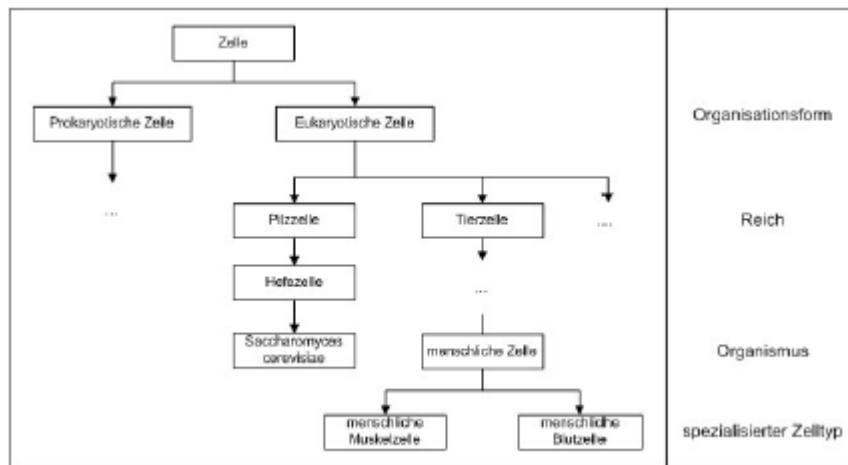 Zelle
Prokaryotische Zelle
Eukaryotische Zelle
Organisationsform
...
Pilzzelle
Tierzelle
....
Reich
Hefezelle
...
Saccharomyces
cerevisiae
menschliche Zelle
Organismus
menschliche
Muskelzelle
menschlidhe
Blutzelle
spezialisierter Zelltyp